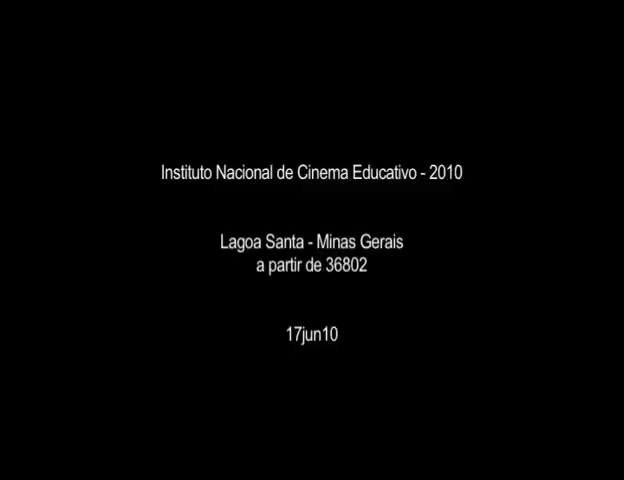 Instituto Nacional de Cinema Educativo - 2010
Lagoa Santa - Minas Gerais
a partir de 36802
17jun10